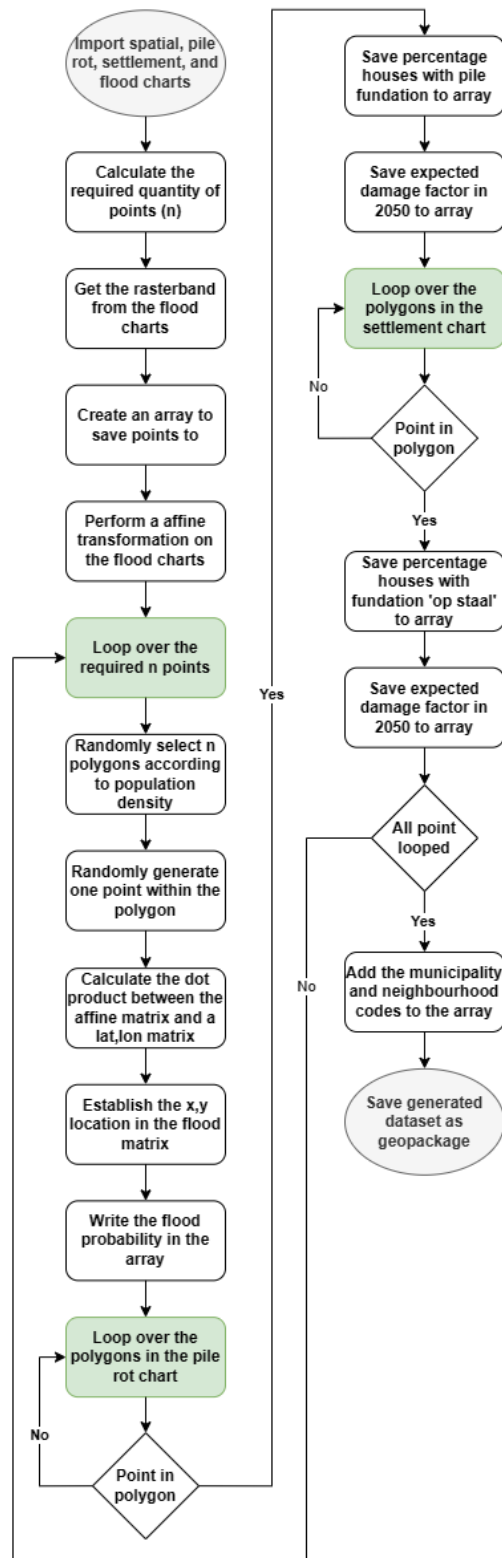 Import spatial, pile
rot, settlement, and
flood charts
Calculate the
required quantity of
points (n)
Get the rasterband
from the flood
charts
Create an array to
save points to
Perform a affine
transformation on
the flood charts
Loop over the
required n points
Randomly select n
polygons according
to population
density
Randomly generate
one point within the
polygon
Calculate the dot
product between the
affine matrix and a
lat,lon matrix
Establish the x,y
location in the flood
matrix
Write the flood
probability in the
array
Loop over the
polygons in the pile
rot chart
No
Point in
polygon
Yes
Save percentage
houses with pile
fundation to array
Save expected
damage factor in
2050 to array
Loop over the
polygons in the
settlement chart
No
Point in
polygon
Yes
Save percentage
houses with
fundation 'op staal'
to array
Save expected
damage factor in
2050 to array
All point
looped
No
Yes
Add the municipality
and neighbourhood
codes to the array
Save generated
dataset as
geopackage